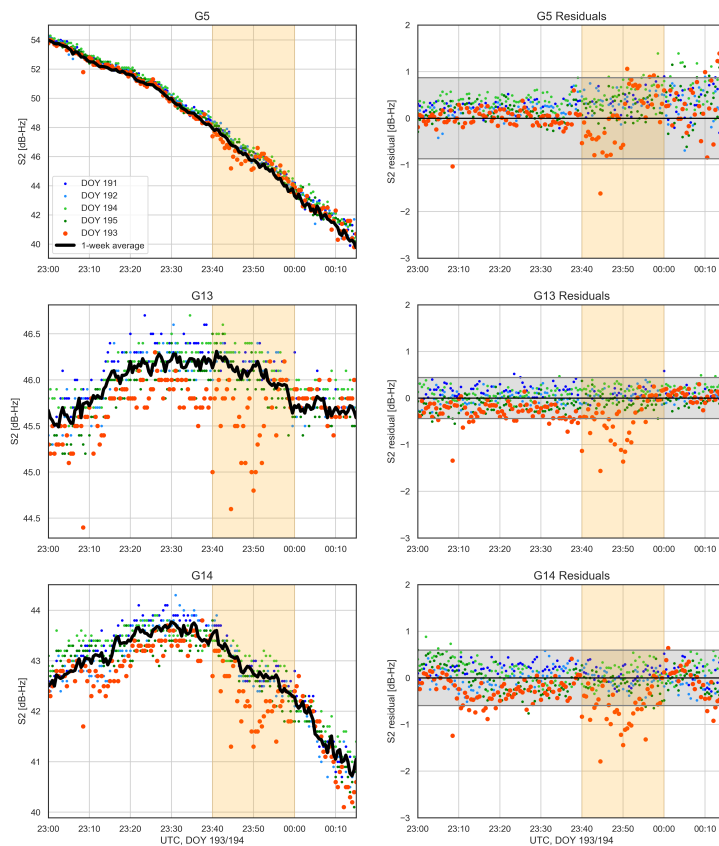 G5
54
52
50
48
46
44
42
40
S2 [dB-Hz]
DOY 191
DOY 192
DOY 194
DOY 195
DOY 193
1-week average
23:00 23:10 23:20 23:30 23:40 23:50 00:00 00:10
G5 Residuals
2
1
0
−1
−2
−3
S2 residual [dB-Hz]
23:00 23:10 23:20 23:30 23:40 23:50 00:00 00:10
G13
46.5
46.0
45.5
45.0
44.5
S2 [dB-Hz]
23:00 23:10 23:20 23:30 23:40 23:50 00:00 00:10
G13 Residuals
2
1
0
−1
−2
−3
S2 residual [dB-Hz]
23:00 23:10 23:20 23:30 23:40 23:50 00:00 00:10
G14
44
43
42
41
40
S2 [dB-Hz]
23:00 23:10 23:20 23:30 23:40 23:50 00:00 00:10
UTC, DOY 193/194
G14 Residuals
2
1
0
−1
−2
−3
S2 residual [dB-Hz]
23:00 23:10 23:20 23:30 23:40 23:50 00:00 00:10
UTC, DOY 193/194